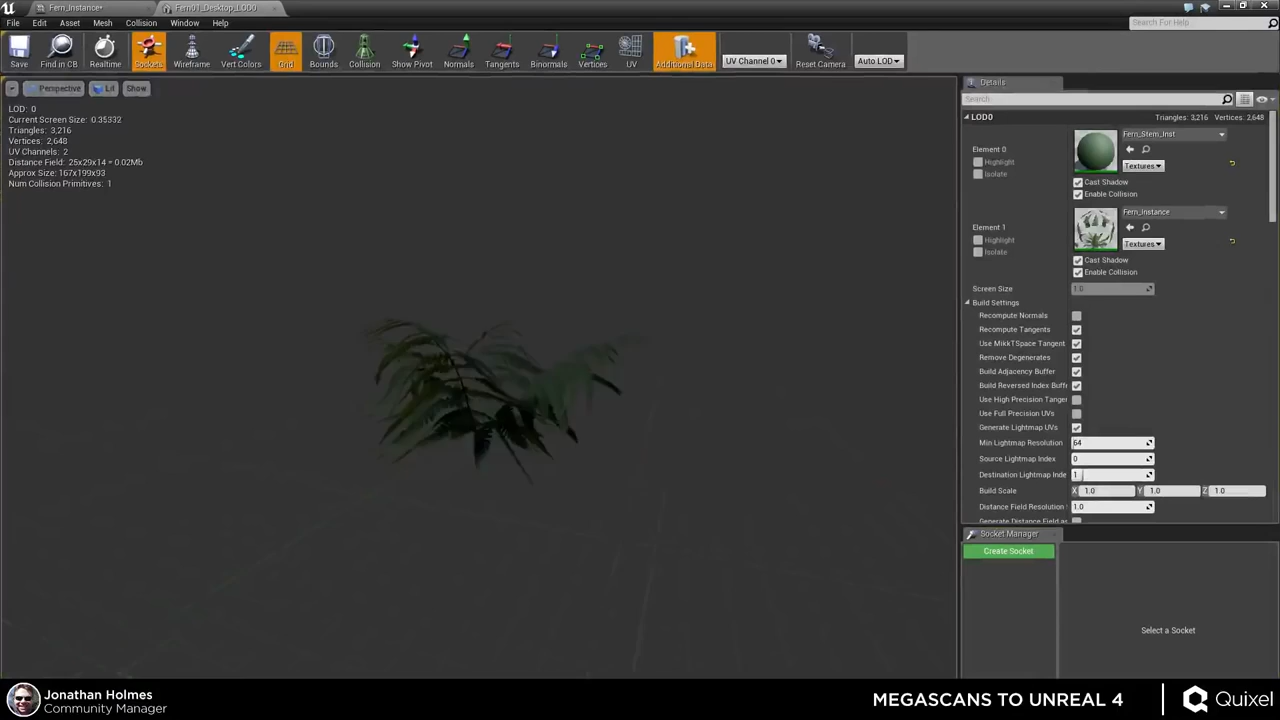 Fern_Instance*
Fern01_Desktop_LOD0
File Edit Asset Mesh Collision Window Help
Search For Help
Save Find in CB Realtime Sockets Wireframe Vert Colors Grid Bounds Collision Show Pivot Normals Tangents Binormals Vertices UV Additional Data UV Channel 0 Reset Camera Auto LOD
Perspective Lit Show
LOD: 0
Current Screen Size: 0.35332
Triangles: 3,216
Vertices: 2,648
UV Channels: 2
Distance Field: 25x29x14 = 0.02Mb
Approx Size: 167x199x93
Num Collision Primitives: 1
Details
Search
LOD0 Triangles: 3,216 Vertices: 2,648
Element 0
Highlight
Isolate
Fern_Stem_Inst
Textures
Cast Shadow
Enable Collision
Element 1
Highlight
Isolate
Fern_Instance
Textures
Cast Shadow
Enable Collision
Screen Size 1.0
Build Settings
Recompute Normals
Recompute Tangents
Use MikkTSpace Tangent
Remove Degenerates
Build Adjacency Buffer
Build Reversed Index Buff
Use High Precision Tanger
Use Full Precision UVs
Generate Lightmap UVs
Min Lightmap Resolution 64
Source Lightmap Index 0
Destination Lightmap Inde 1
Build Scale X 1.0 Y 1.0 Z 1.0
Distance Field Resolution 1.0
Generate Distance Field as
Socket Manager
Create Socket
Select a Socket
Jonathan Holmes
Community Manager
MEGASCANS TO UNREAL 4
Quixel